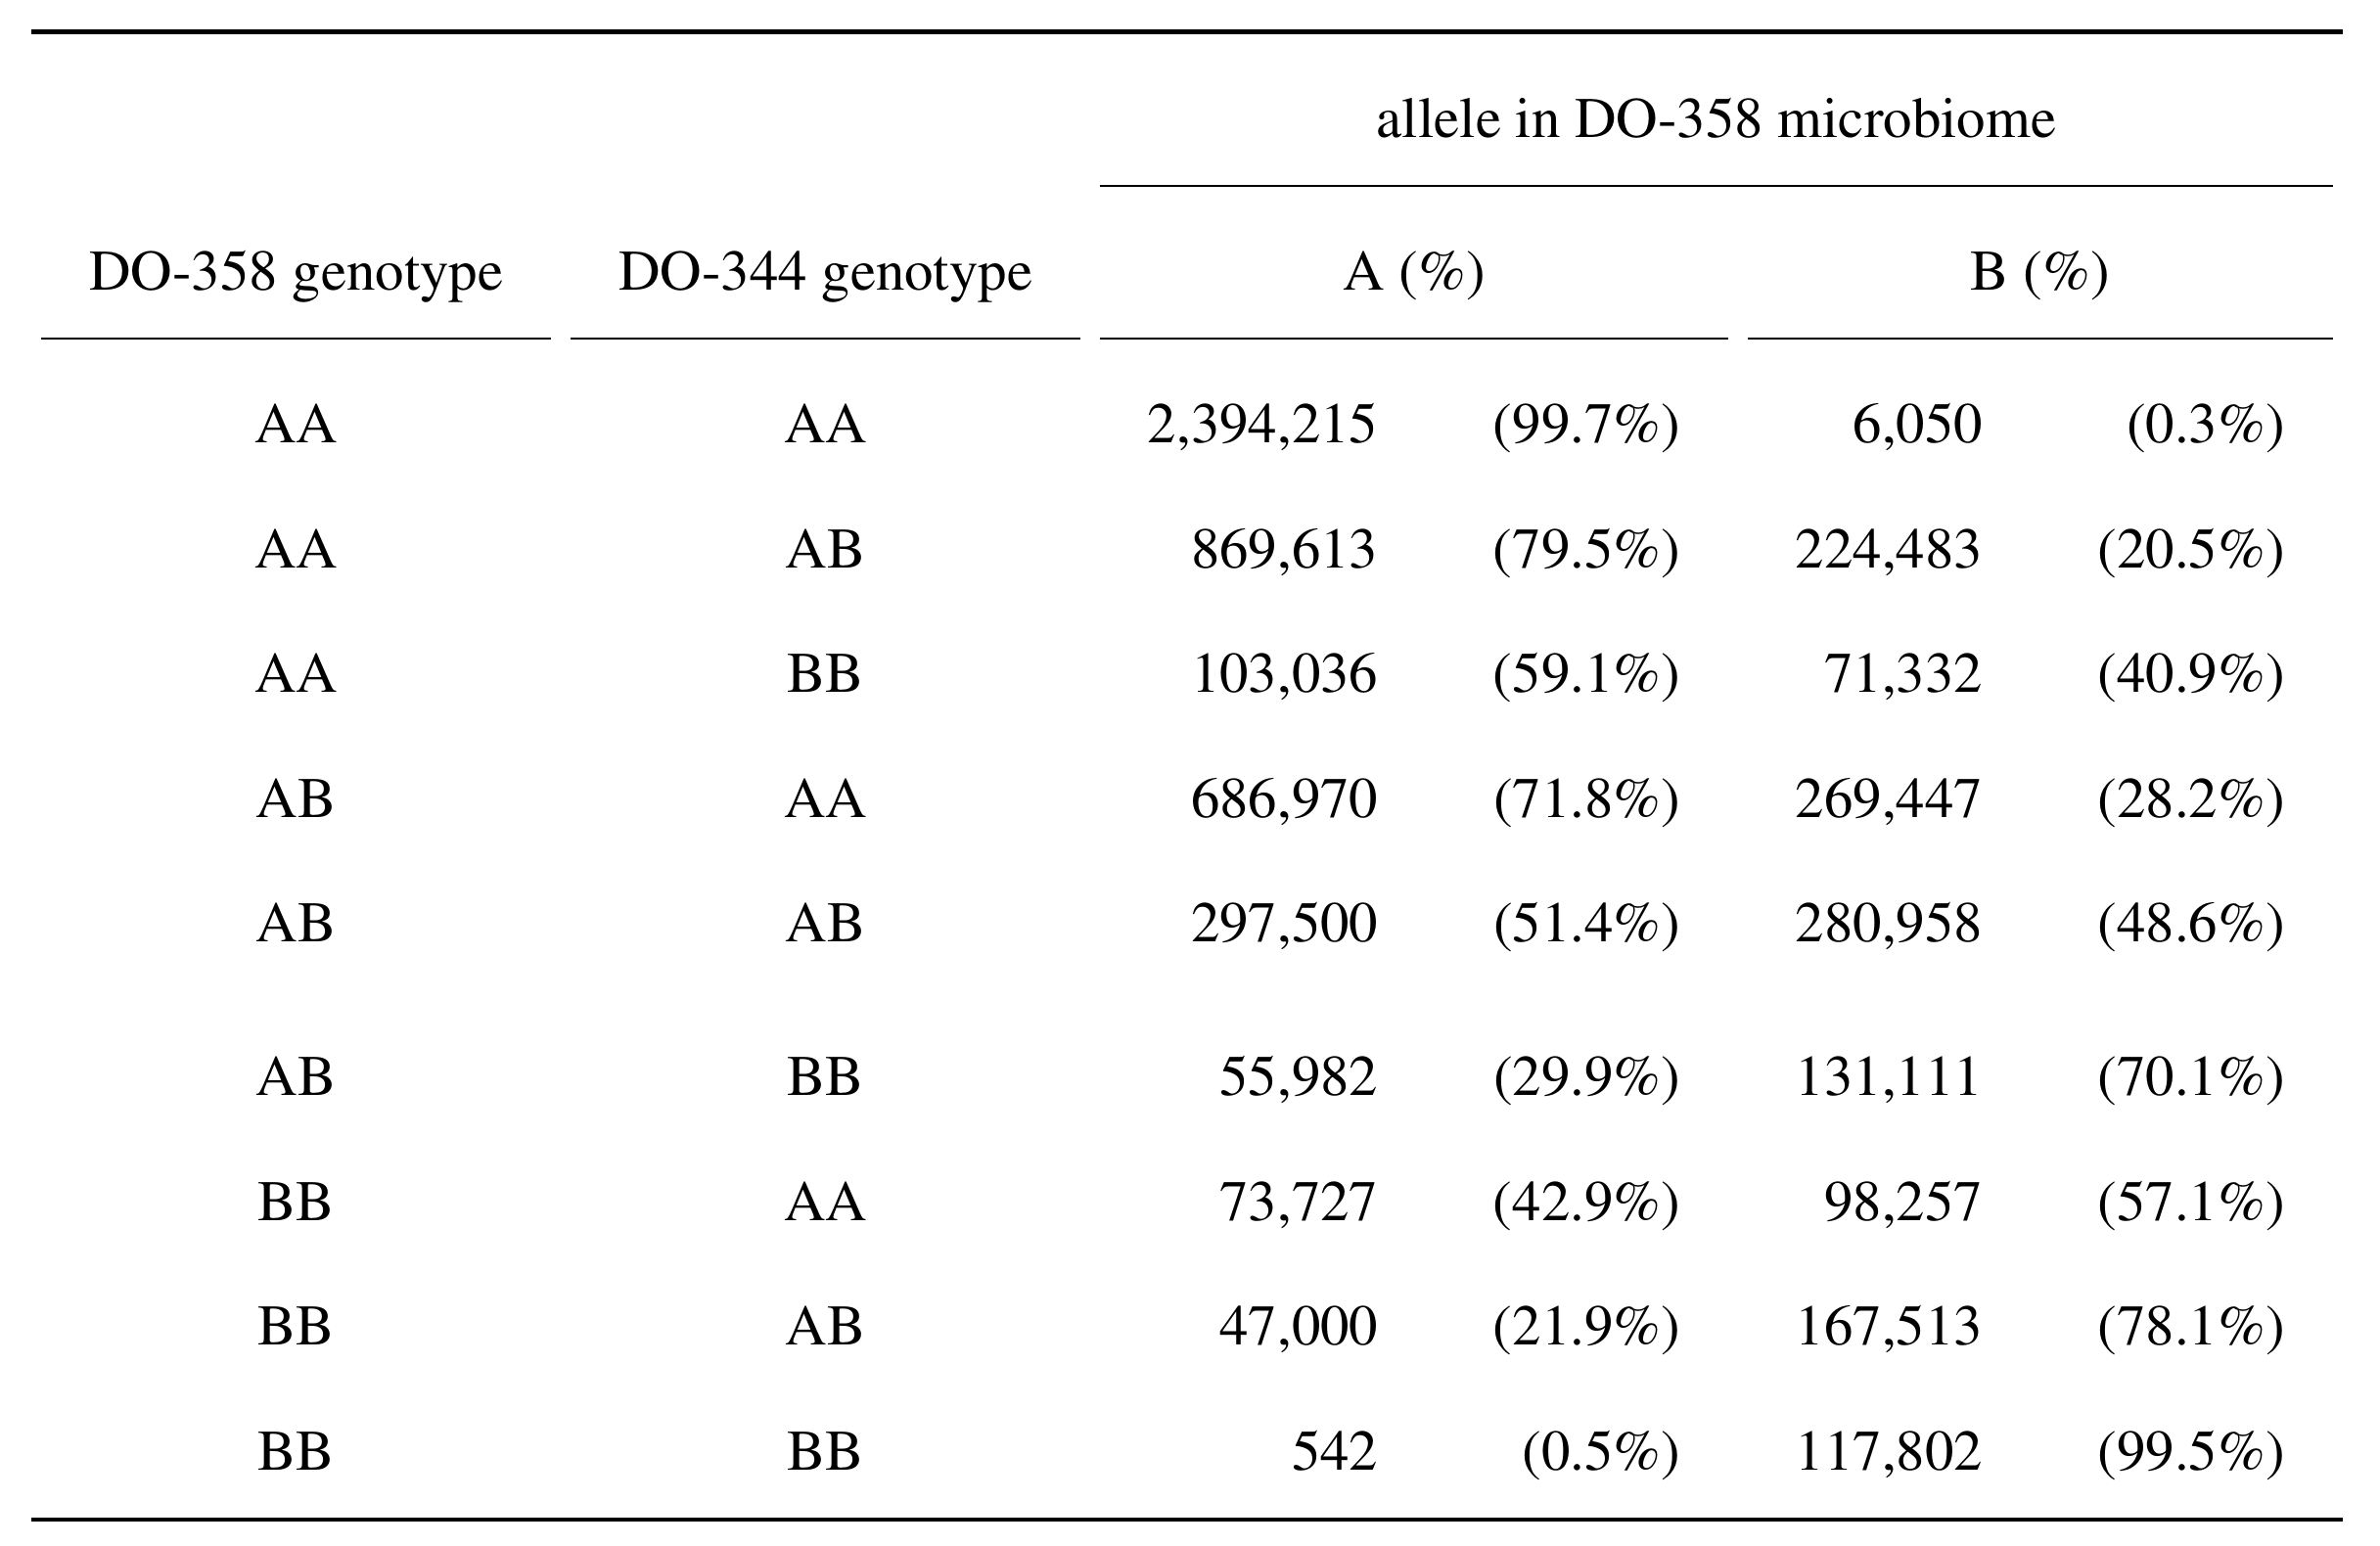 allele in DO-358 microbiome
DO-358 genotype DO-344 genotype A (%) B (%)
AA AA 2,394,215 (99.7%) 6,050 (0.3%)
AA AB 869,613 (79.5%) 224,483 (20.5%)
AA BB 103,036 (59.1%) 71,332 (40.9%)
AB AA 686,970 (71.8%) 269,447 (28.2%)
AB AB 297,500 (51.4%) 280,958 (48.6%)
AB BB 55,982 (29.9%) 131,111 (70.1%)
BB AA 73,727 (42.9%) 98,257 (57.1%)
BB AB 47,000 (21.9%) 167,513 (78.1%)
BB BB 542 (0.5%) 117,802 (99.5%)